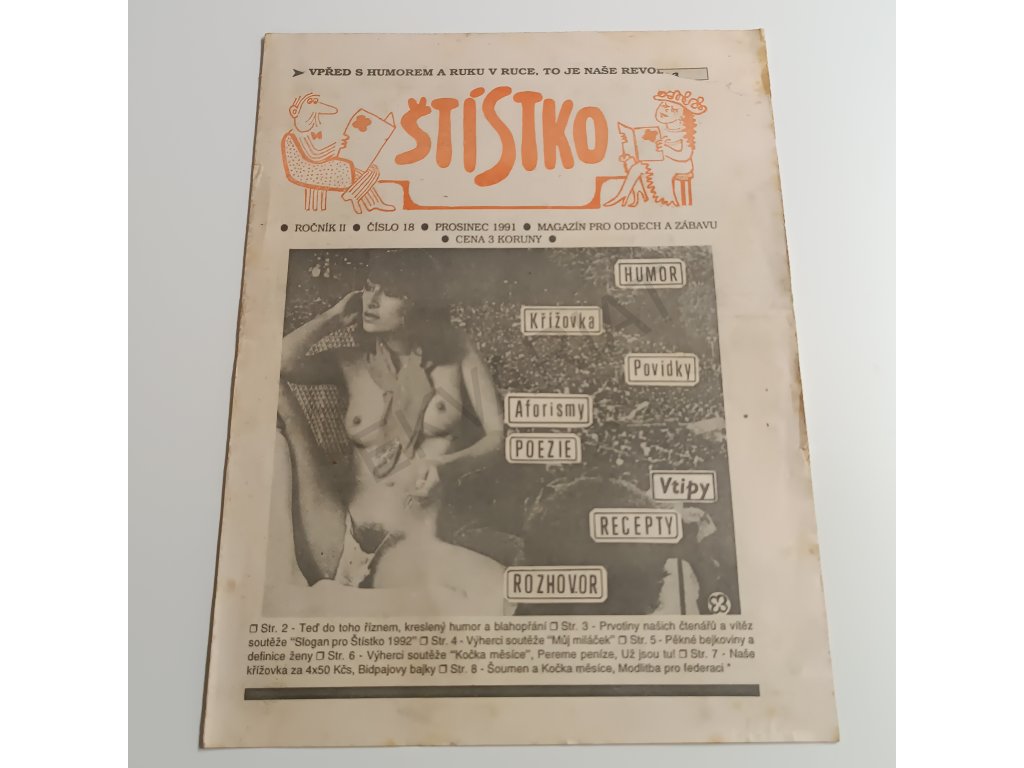 ➤ VPŘED S HUMOREM A RUKU V RUCE, TO JE NAŠE
ŠTÍSTKO
● ROČNÍK II ● ČÍSLO 18 ● PROSINEC 1991 ● MAGAZÍN PRO ODDECH A ZÁBAVU
● CENA 3 KORUNY ●
HUMOR
Křížovka
Povídky
Aforismy
POEZIE
Vtipy
RECEPTY
ROZHOVOR
❐ Str. 2 - Teď do toho říznem, kreslený humor a blahopřání ❐ Str. 3 - Prvotiny našich čtenářů a vítěz
soutěže "Slogan pro Štístko 1992" ❐ Str. 4 - Výherci soutěže "Můj miláček" ❐ Str. 5 - Pěkné bejkoviny a
definice ženy ❐ Str. 6 - Výherci soutěže "Kočka měsíce", Pereme peníze, Už jsou tu! ❐ Str. 7 - Naše
křížovka za 4x50 Kčs, Bidpajovy bajky ❐ Str. 8 - Šoumen a Kočka měsíce, Modlitba pro federaci *